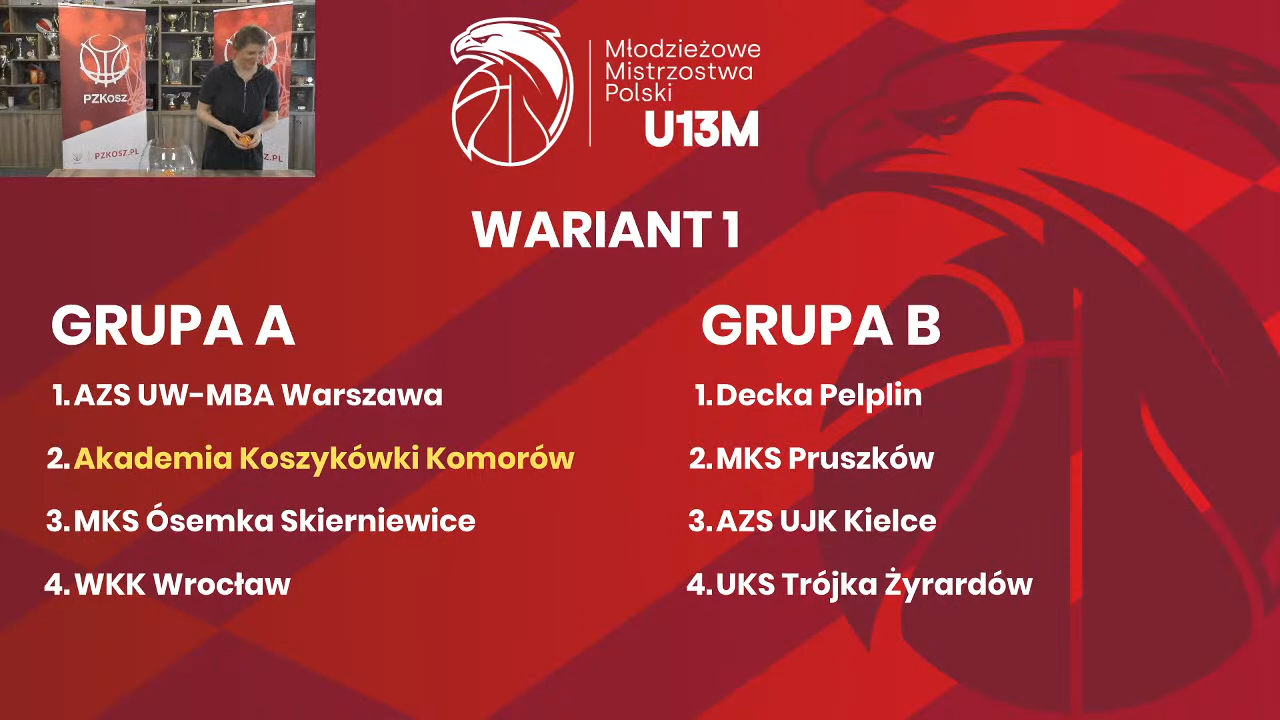 PZKosz
PZKOSZ.PL
Z.PL
Młodzieżowe
Mistrzostwa
Polski
U13M
WARIANT 1
GRUPA A
1. AZS UW-MBA Warszawa
2. Akademia Koszykówki Komorów
3. MKS Ósemka Skierniewice
4. WKK Wrocław
GRUPA B
1. Decka Pelplin
2. MKS Pruszków
3. AZS UJK Kielce
4. UKS Trójka Żyrardów